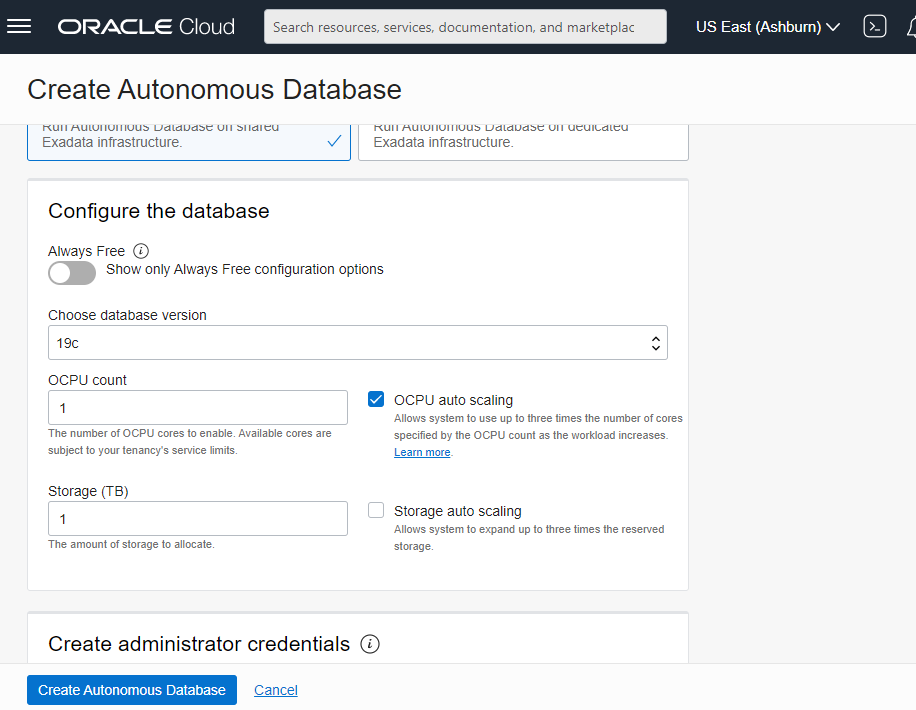 ORACLE Cloud
Search resources, services, documentation, and marketplac
US East (Ashburn)
Create Autonomous Database
Run Autonomous Database on shared
Exadata infrastructure.
Run Autonomous Database on dedicated
Exadata infrastructure.
Configure the database
Always Free
Show only Always Free configuration options
Choose database version
19c
OCPU count
1
The number of OCPU cores to enable. Available cores are
subject to your tenancy's service limits.
OCPU auto scaling
Allows system to use up to three times the number of cores
specified by the OCPU count as the workload increases.
Learn more.
Storage (TB)
1
The amount of storage to allocate.
Storage auto scaling
Allows system to expand up to three times the reserved
storage.
Create administrator credentials
Create Autonomous Database
Cancel